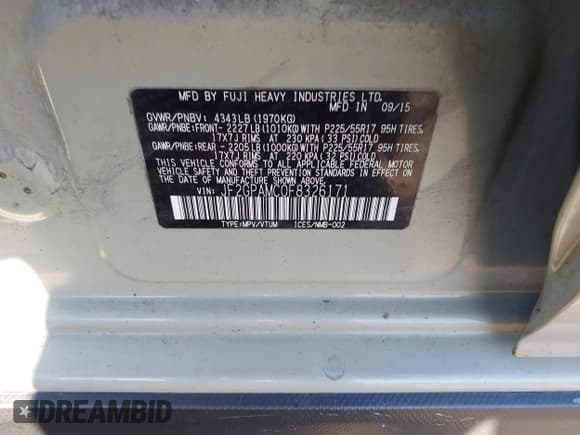 MFD BY FUJI HEAVY INDUSTRIES LTD.
MFD IN 09/15
GVWR/PNBV: 4343LB(1970KG)
GAWR/PNBE:FRONT- 2227LB(1010KG)WITH P225/55R17 95H TIRES,
17X7J RIMS AT 230 KPA(33 PSI)COLD
GAWR/PNBE:REAR - 2205LB(1000KG)WITH P225/55R17 95H TIRES,
17X7J RIMS AT 220 KPA(32 PSI)COLD
THIS VEHICLE CONFORMS TO ALL APPLICABLE FEDERAL MOTOR
VEHICLE SAFETY AND THEFT PREVENTION STANDARDS IN
EFFECT ON THE DATE OF MANUFACTURE SHOWN ABOVE.
VIN: JF2GPAMC0F8326171
TYPE:MPV/VTUM ICES/NMB-002
DREAMBID